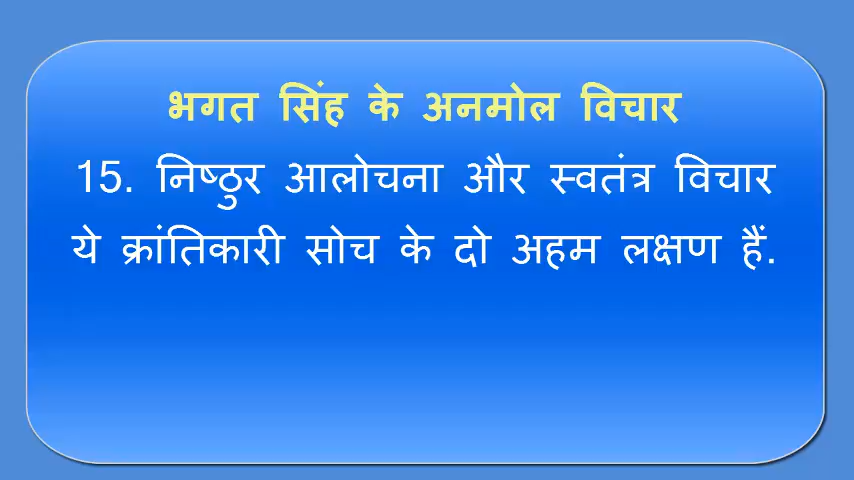 भगत सिंह के अनमोल विचार
15. निष्ठुर आलोचना और स्वतंत्र विचार
ये क्रांतिकारी सोच के दो अहम लक्षण हैं.